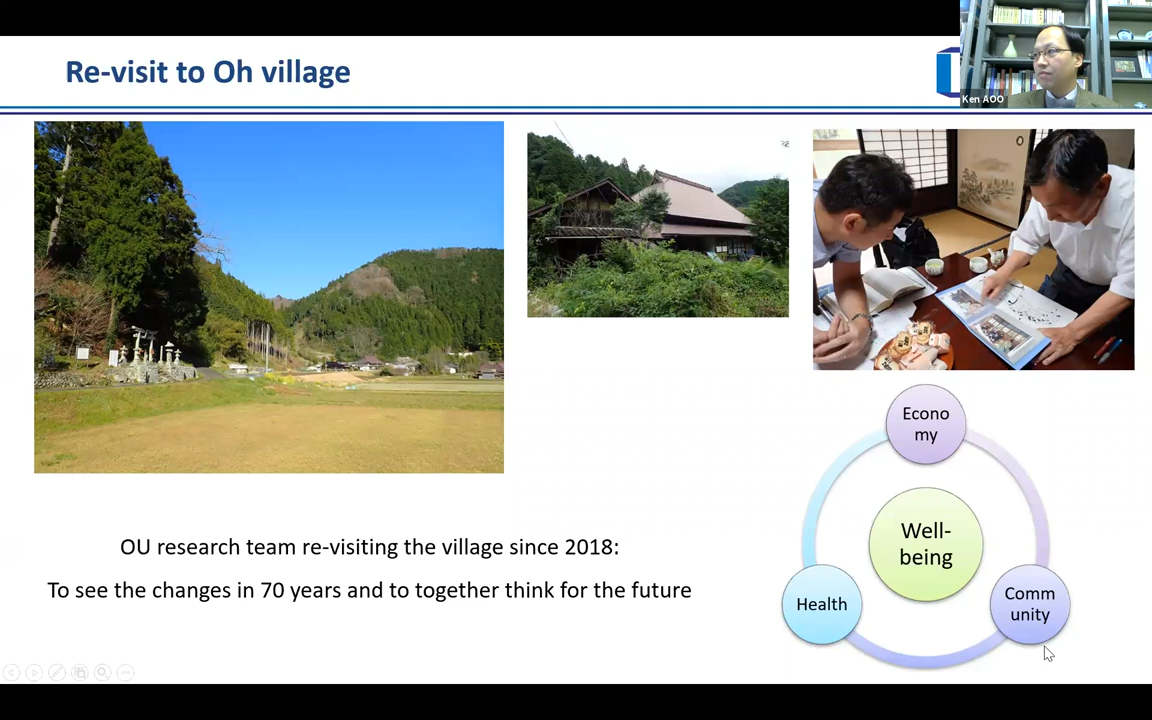 Re-visit to Oh village
Ken AOO
Econo
my
Well-
being
Health
Comm
unity
OU research team re-visiting the village since 2018:
To see the changes in 70 years and to together think for the future